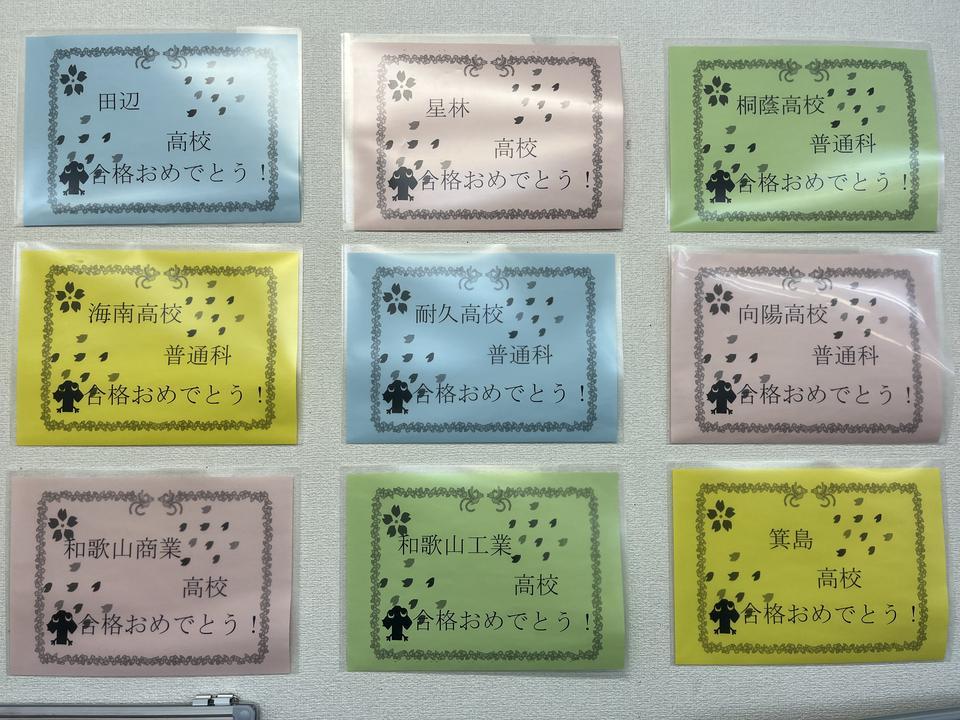 田辺
高校
合格おめでとう！
星林
高校
合格おめでとう！
桐蔭高校
普通科
合格おめでとう！
海南高校
普通科
合格おめでとう！
耐久高校
普通科
合格おめでとう！
向陽高校
普通科
合格おめでとう！
和歌山商業
高校
合格おめでとう！
和歌山工業
高校
合格おめでとう！
箕島
高校
合格おめでとう！